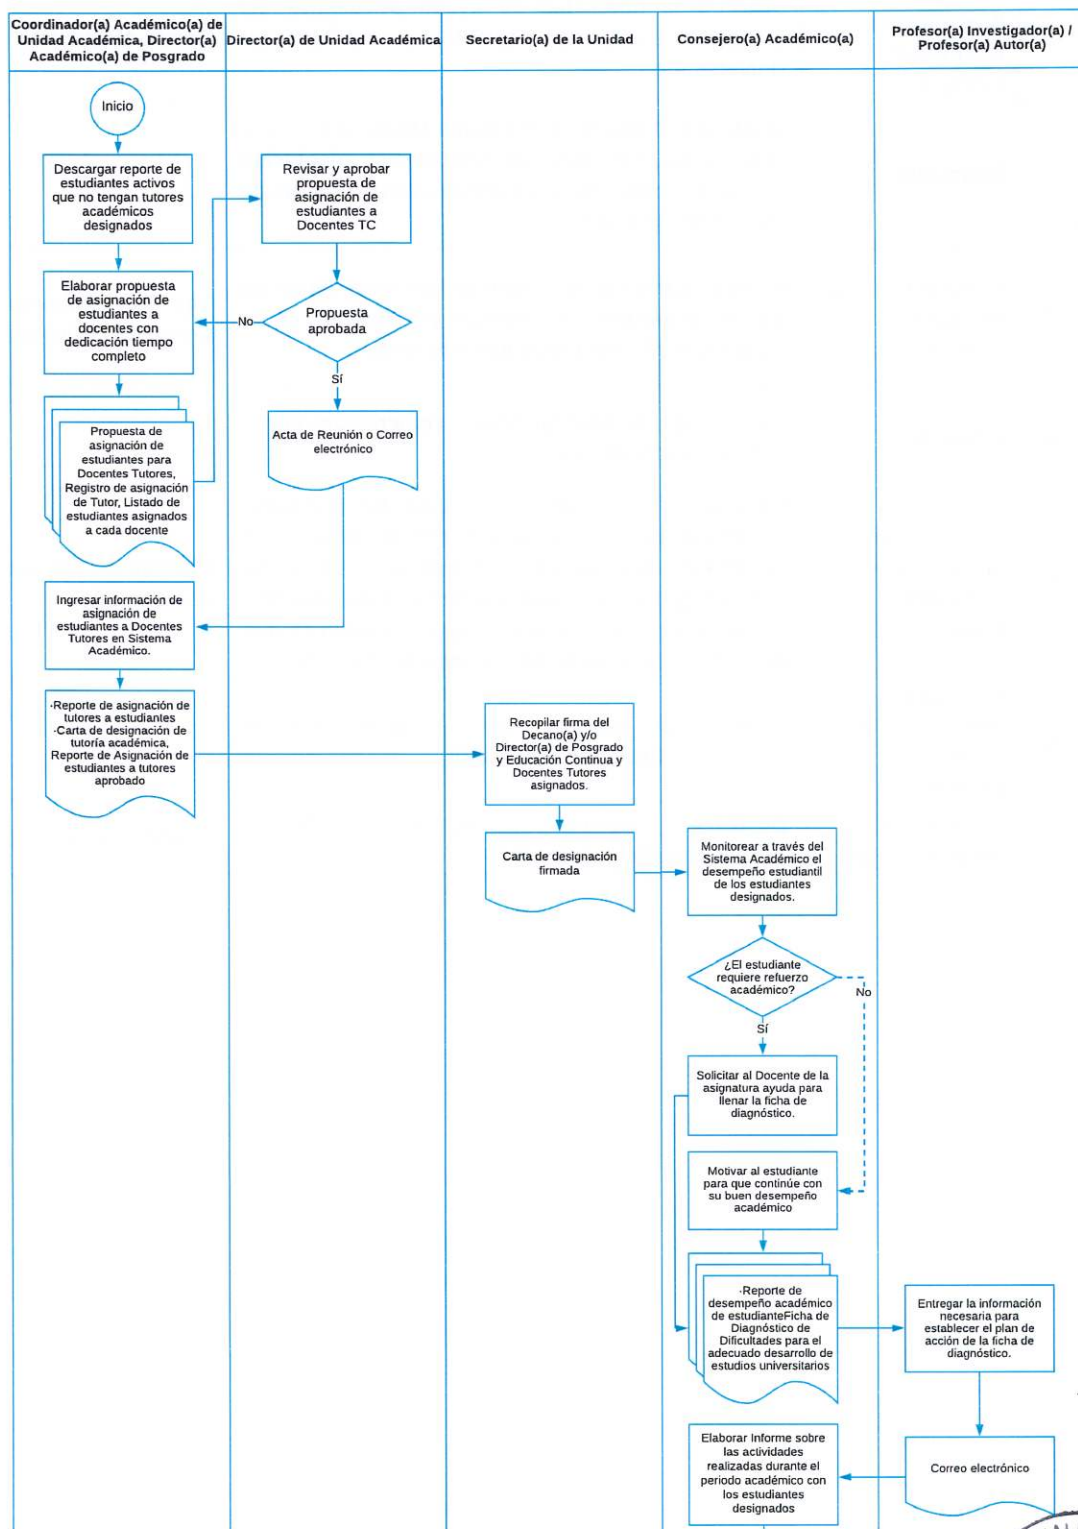 Coordinador(a) Académico(a) de
Unidad Académica, Director(a)
Académico(a) de Posgrado
Director(a) de Unidad Académica
Secretario(a) de la Unidad
Consejero(a) Académico(a)
Profesor(a) Investigador(a) /
Profesor(a) Autor(a)
Inicio
Descargar reporte de
estudiantes activos
que no tengan tutores
académicos
designados
Revisar y aprobar
propuesta de
asignación de
estudiantes a
Docentes TC
Elaborar propuesta
de asignación de
estudiantes a
docentes con
dedicación tiempo
completo
No
Propuesta
aprobada
Sí
Propuesta de
asignación de
estudiantes para
Docentes Tutores,
Registro de asignación
de Tutor, Listado de
estudiantes asignados
a cada docente
Acta de Reunión o Correo
electrónico
Ingresar información de
asignación de
estudiantes a Docentes
Tutores en Sistema
Académico.
·Reporte de asignación de
tutores a estudiantes
·Carta de designación de
tutoría académica,
Reporte de Asignación de
estudiantes a tutores
aprobado
Recopilar firma del
Decano(a) y/o
Director(a) de Posgrado
y Educación Continua y
Docentes Tutores
asignados.
Carta de designación
firmada
Monitorear a través del
Sistema Académico el
desempeño estudiantil
de los estudiantes
designados.
¿El estudiante
requiere refuerzo
académico?
No
Sí
Solicitar al Docente de la
asignatura ayuda para
llenar la ficha de
diagnóstico.
Motivar al estudiante
para que continúe con
su buen desempeño
académico
·Reporte de
desempeño académico
de estudianteFicha de
Diagnóstico de
Dificultades para el
adecuado desarrollo de
estudios universitarios
Entregar la información
necesaria para
establecer el plan de
acción de la ficha de
diagnóstico.
Elaborar Informe sobre
las actividades
realizadas durante el
periodo académico con
los estudiantes
designados
Correo electrónico